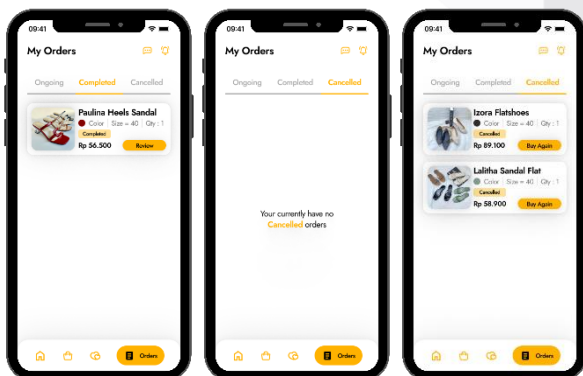 09:41
My Orders
Ongoing Completed Cancelled
Paulina Heels Sandal
Color Size = 40 Qty : 1
Completed
Rp 56.500 Review
Orders
09:41
My Orders
Ongoing Completed Cancelled
Your currently have no
Cancelled orders
Orders
09:41
My Orders
Ongoing Completed Cancelled
Izora Flatshoes
Color Size = 40 Qty : 1
Cancelled
Rp 89.100 Buy Again
Lalitha Sandal Flat
Color Size = 40 Qty : 1
Cancelled
Rp 58.900 Buy Again
Orders